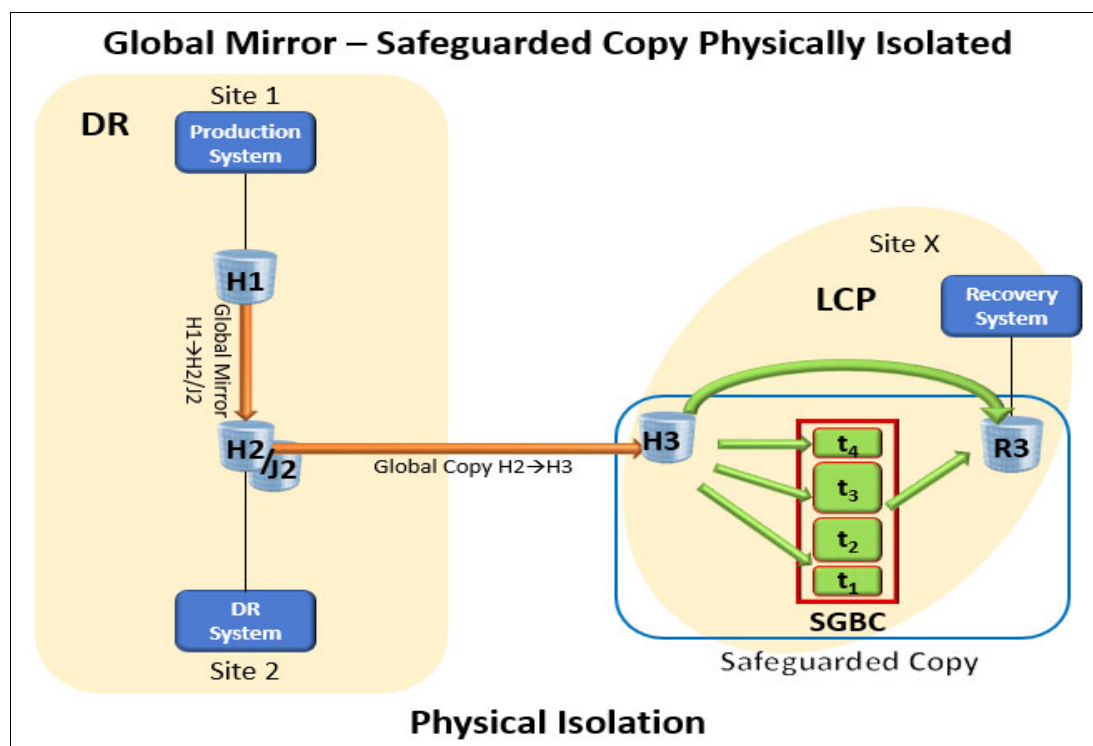 Global Mirror – Safeguarded Copy Physically Isolated
Site 1
DR
Production
System
H1
Global Mirror
H1→H2/J2
H2
/J2
Global Copy H2→H3
DR
System
Site 2
Site X
LCP
Recovery
System
H3
t4
t3
t2
t1
R3
SGBC
Safeguarded Copy
Physical Isolation